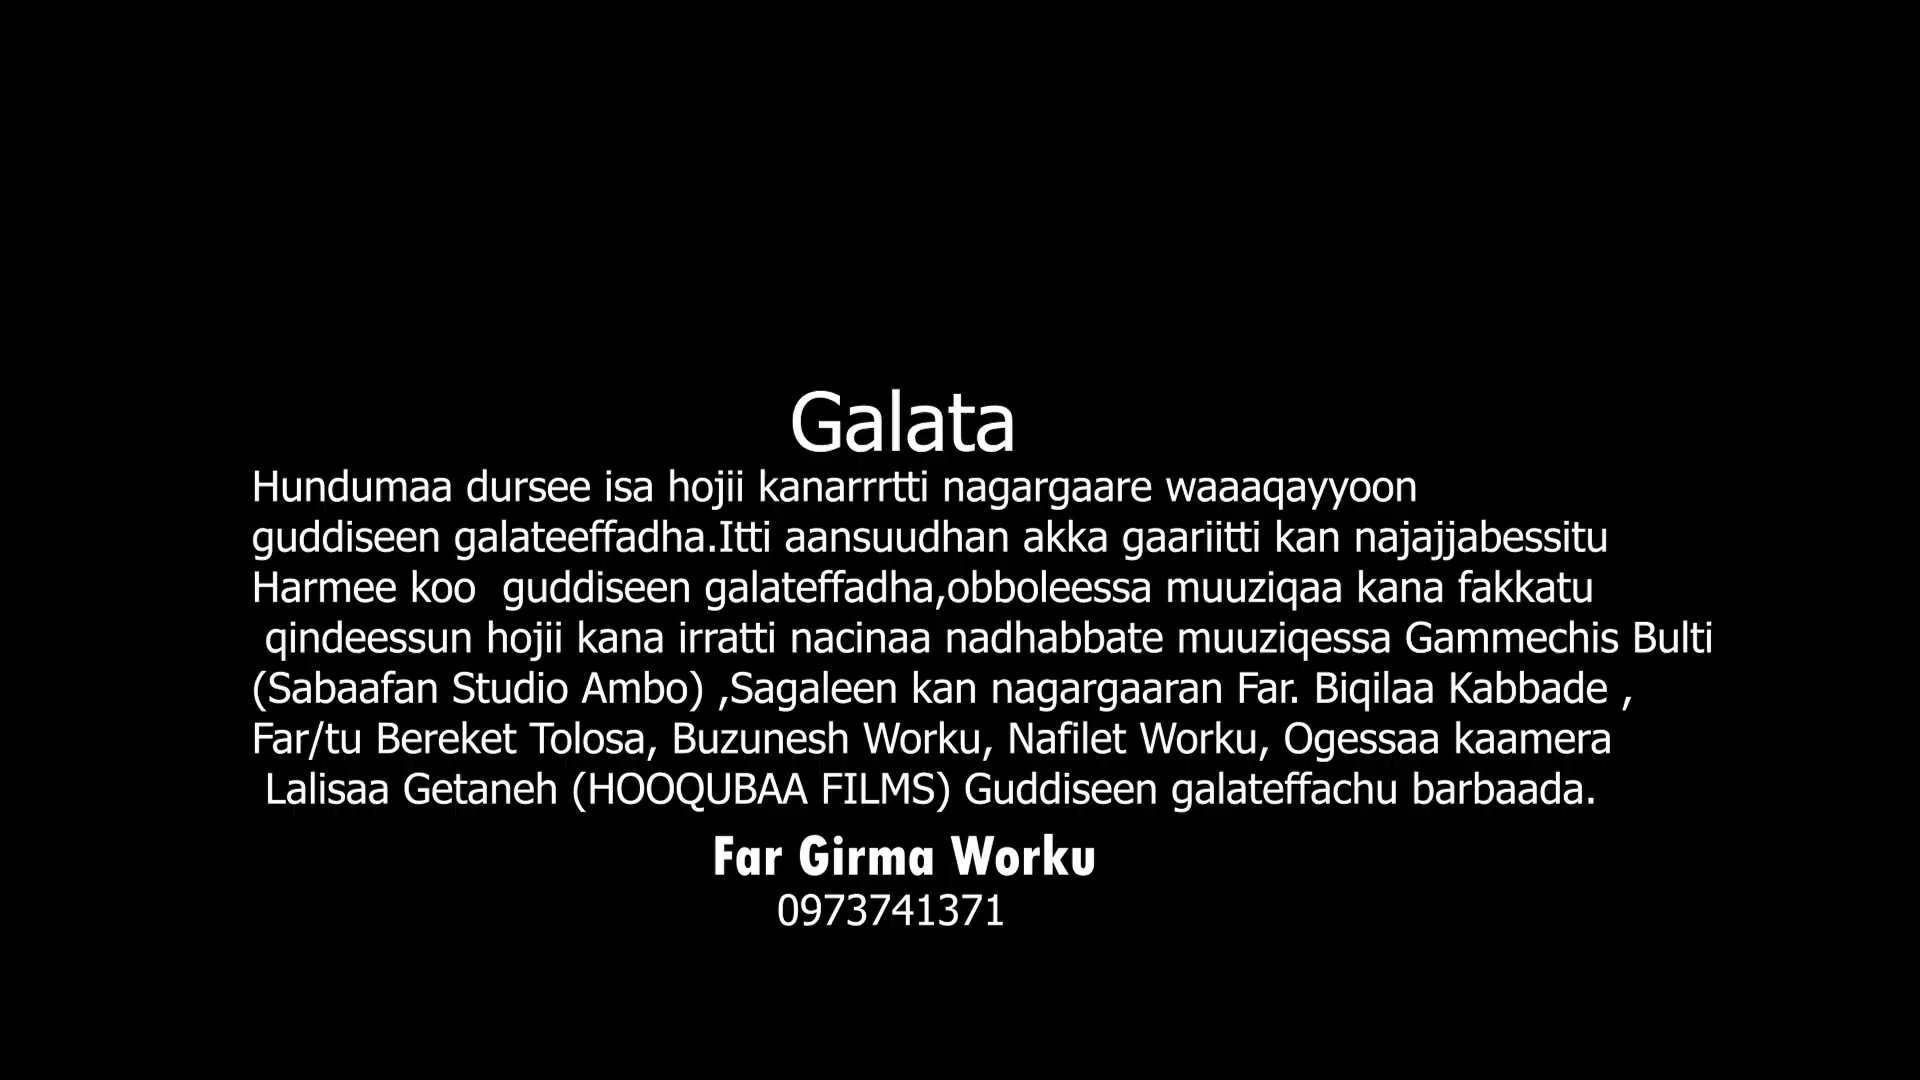 Galata
Hundumaa dursee isa hojii kanarrrtti nagargaare waaaqayyoon
guddiseen galateeffadha.Itti aansuudhan akka gaariitti kan najajjabessitu
Harmee koo  guddiseen galateffadha,obboleessa muuziqaa kana fakkatu
qindeessun hojii kana irratti nacinaa nadhabbate muuziqessa Gammechis Bulti
(Sabaafan Studio Ambo) ,Sagaleen kan nagargaaran Far. Biqilaa Kabbade ,
Far/tu Bereket Tolosa, Buzunesh Worku, Nafilet Worku, Ogessaa kaamera
Lalisaa Getaneh (HOOQUBAA FILMS) Guddiseen galateffachu barbaada.
Far Girma Worku
0973741371